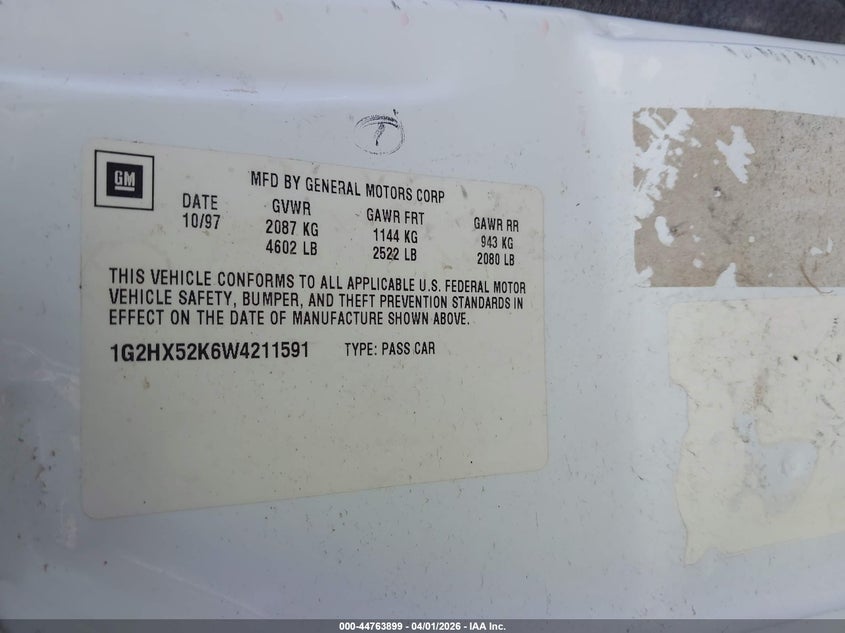 GM
MFD BY GENERAL MOTORS CORP
DATE GVWR GAWR FRT GAWR RR
10/97 2087 KG 1144 KG 943 KG
4602 LB 2522 LB 2080 LB
THIS VEHICLE CONFORMS TO ALL APPLICABLE U.S. FEDERAL MOTOR
VEHICLE SAFETY, BUMPER, AND THEFT PREVENTION STANDARDS IN
EFFECT ON THE DATE OF MANUFACTURE SHOWN ABOVE.
1G2HX52K6W4211591 TYPE: PASS CAR
000-44763899 - 04/01/2026 - IAA Inc.